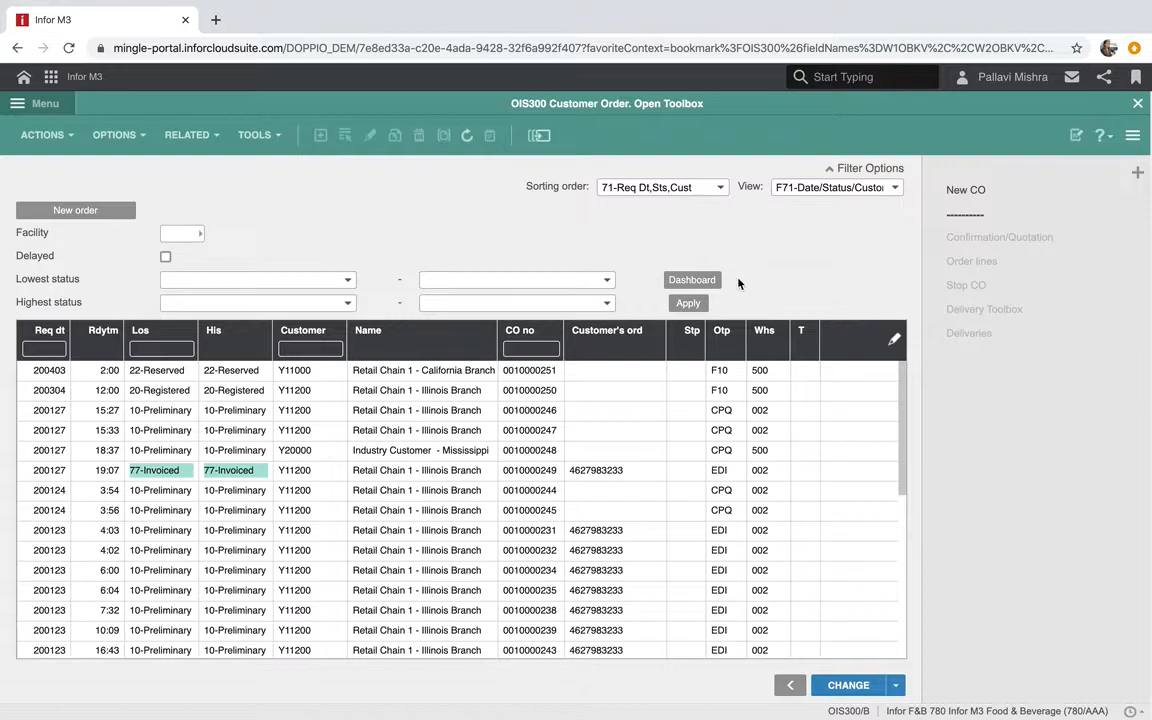 Infor M3
mingle-portal.inforcloudsuite.com/DOPPIO_DEM/7e8ed33a-c20e-4ada-9428-32f6a992f407?favoriteContext=bookmark%3FOIS300%26fieldNames%3DW1OBKV%2C%2CW2OBKV%2C%2C...
Infor M3 Start Typing Pallavi Mishra
Menu OIS300 Customer Order. Open Toolbox
ACTIONS OPTIONS RELATED TOOLS ?
Filter Options
Sorting order: 71-Req Dt,Sts,Cust View: F71-Date/Status/Custo
New CO
----------
Confirmation/Quotation
Order lines
Stop CO
Delivery Toolbox
Deliveries
New order
Facility
Delayed
Lowest status - Dashboard
Highest status - Apply
Req dt Rdytm Los His Customer Name CO no Customer's ord Stp Otp Whs T
200403 2:00 22-Reserved 22-Reserved Y11000 Retail Chain 1 - California Branch 0010000251 F10 500
200304 12:00 20-Registered 20-Registered Y11200 Retail Chain 1 - Illinois Branch 0010000250 F10 500
200127 15:27 10-Preliminary 10-Preliminary Y11200 Retail Chain 1 - Illinois Branch 0010000246 CPQ 002
200127 15:33 10-Preliminary 10-Preliminary Y11200 Retail Chain 1 - Illinois Branch 0010000247 CPQ 002
200127 18:37 10-Preliminary 10-Preliminary Y20000 Industry Customer - Mississippi 0010000248 CPQ 500
200127 19:07 77-Invoiced 77-Invoiced Y11200 Retail Chain 1 - Illinois Branch 0010000249 4627983233 EDI 002
200124 3:54 10-Preliminary 10-Preliminary Y11200 Retail Chain 1 - Illinois Branch 0010000244 CPQ 002
200124 3:56 10-Preliminary 10-Preliminary Y11200 Retail Chain 1 - Illinois Branch 0010000245 CPQ 002
200123 4:03 10-Preliminary 10-Preliminary Y11200 Retail Chain 1 - Illinois Branch 0010000231 4627983233 EDI 002
200123 4:02 10-Preliminary 10-Preliminary Y11200 Retail Chain 1 - Illinois Branch 0010000232 4627983233 EDI 002
200123 6:00 10-Preliminary 10-Preliminary Y11200 Retail Chain 1 - Illinois Branch 0010000234 4627983233 EDI 002
200123 6:04 10-Preliminary 10-Preliminary Y11200 Retail Chain 1 - Illinois Branch 0010000235 4627983233 EDI 002
200123 7:32 10-Preliminary 10-Preliminary Y11200 Retail Chain 1 - Illinois Branch 0010000238 4627983233 EDI 002
200123 10:09 10-Preliminary 10-Preliminary Y11200 Retail Chain 1 - Illinois Branch 0010000239 4627983233 EDI 002
200123 16:43 10-Preliminary 10-Preliminary Y11200 Retail Chain 1 - Illinois Branch 0010000243 4627983233 EDI 002
CHANGE
OIS300/B Infor F&B 780 Infor M3 Food & Beverage (780/AAA)